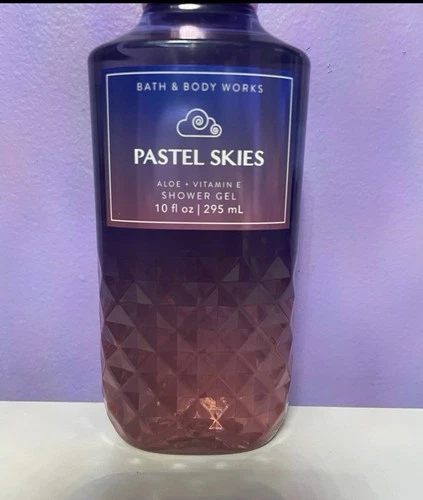 BATH & BODY WORKS
PASTEL SKIES
ALOE • VITAMIN E
SHOWER GEL
10 fl oz | 295 mL